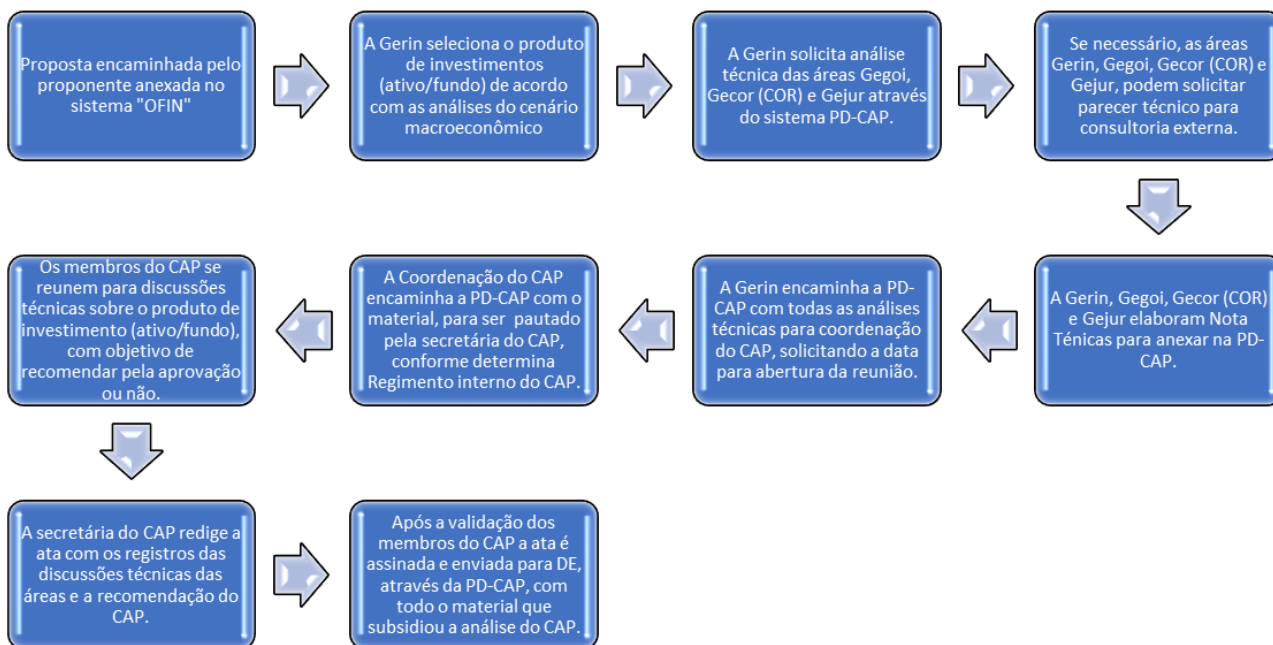 Proposta encaminhada pelo
proponente anexada no
sistema "OFIN"
A Gerin seleciona o produto
de investimentos
(ativo/fundo) de acordo
com as análises do cenário
macroeconômico
A Gerin solicita análise
técnica das áreas Gegoi,
Gecor (COR) e Gejur através
do sistema PD-CAP.
Se necessário, as áreas
Gerin, Gegoi, Gecor (COR) e
Gejur, podem solicitar
parecer técnico para
consultoria externa.
A Gerin, Gegoi, Gecor (COR)
e Gejur elaboram Nota
Ténicas para anexar na PD-
CAP.
A Gerin encaminha a PD-
CAP com todas as análises
técnicas para coordenação
do CAP, solicitando a data
para abertura da reunião.
A Coordenação do CAP
encaminha a PD-CAP com o
material, para ser pautado
pela secretária do CAP,
conforme determina
Regimento interno do CAP.
Os membros do CAP se
reunem para discussões
técnicas sobre o produto de
investimento (ativo/fundo),
com objetivo de
recomendar pela aprovação
ou não.
A secretária do CAP redige a
ata com os registros das
discussões técnicas das
áreas e a recomendação do
CAP.
Após a validação dos
membros do CAP a ata é
assinada e enviada para DE,
através da PD-CAP, com
todo o material que
subsidiou a análise do CAP.